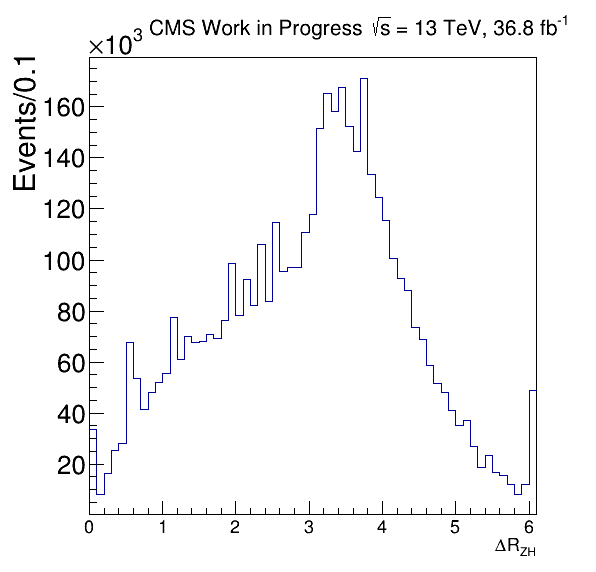 ×10³ CMS Work in Progress √s = 13 TeV, 36.8 fb⁻¹
Events/0.1
160
140
120
100
80
60
40
20
0 1 2 3 4 5 6
ΔR_ZH